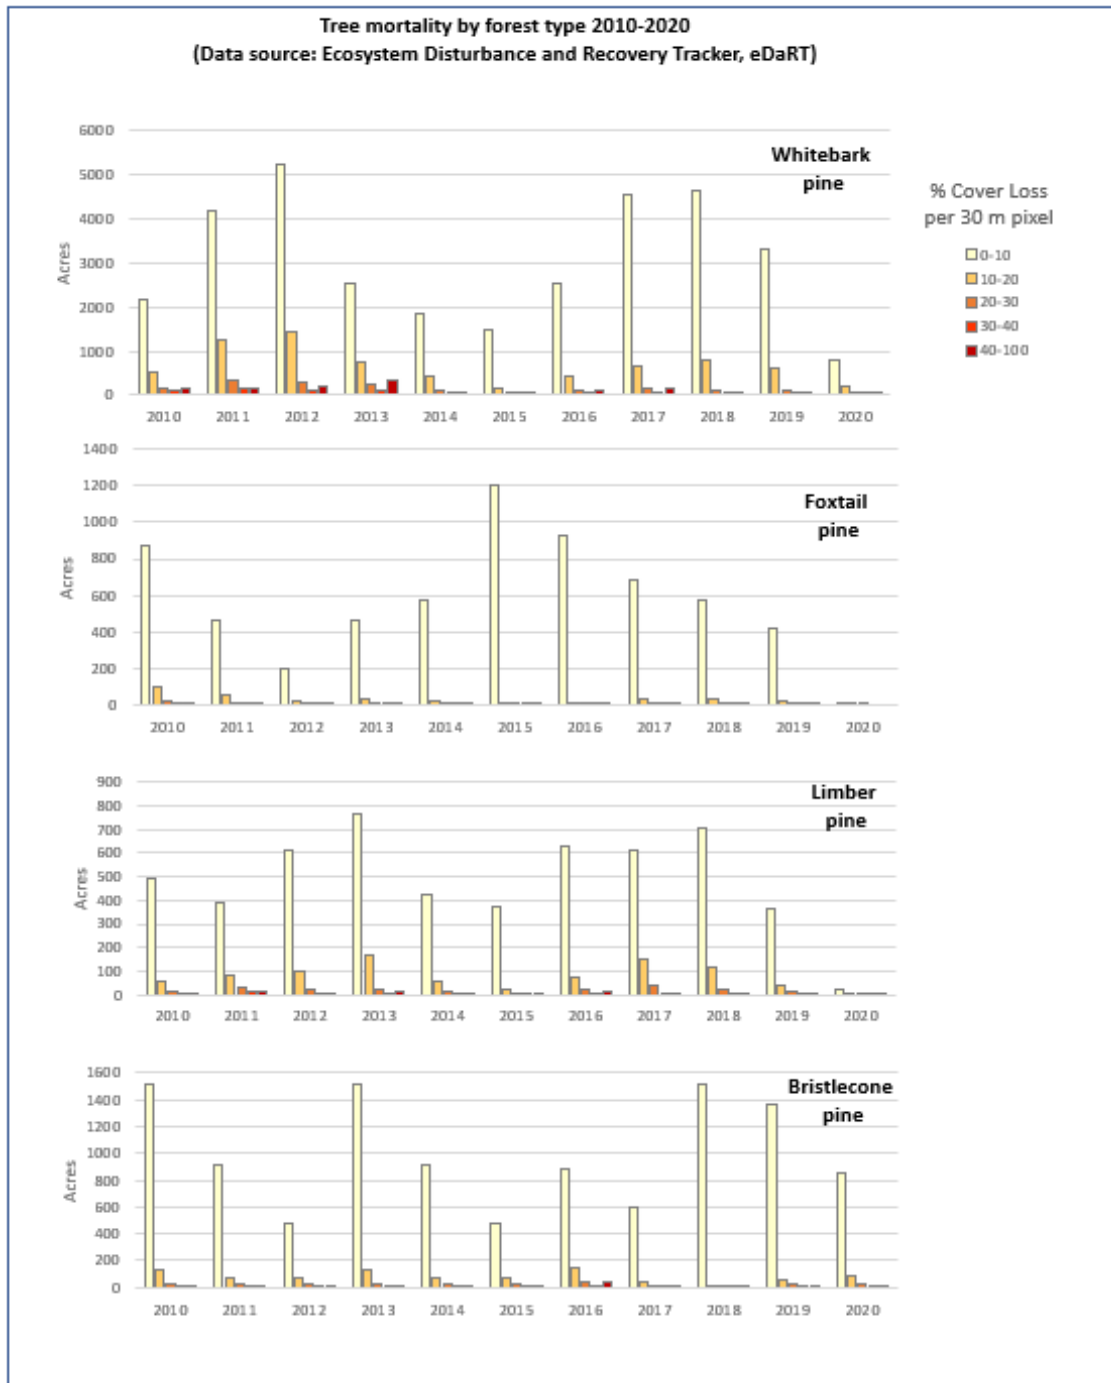 Tree mortality by forest type 2010-2020
(Data source: Ecosystem Disturbance and Recovery Tracker, eDaRT)
6000
5000
4000
3000
2000
1000
0
Acres
Whitebark
pine
2010 2011 2012 2013 2014 2015 2016 2017 2018 2019 2020
% Cover Loss
per 30 m pixel
0-10
10-20
20-30
30-40
40-100
1400
1200
1000
800
600
400
200
0
Acres
Foxtail
pine
2010 2011 2012 2013 2014 2015 2016 2017 2018 2019 2020
900
800
700
600
500
400
300
200
100
0
Acres
Limber
pine
2010 2011 2012 2013 2014 2015 2016 2017 2018 2019 2020
1600
1400
1200
1000
800
600
400
200
0
Acres
Bristlecone
pine
2010 2011 2012 2013 2014 2015 2016 2017 2018 2019 2020